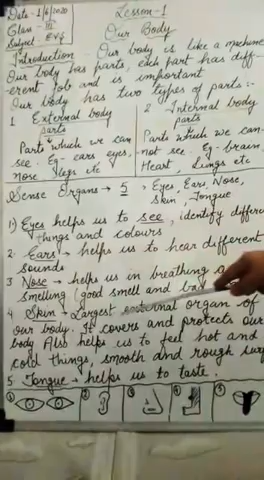 Date - 1/6/2020
Class - III
Subject EVS
Lesson-1
Our Body
Introduction - Our body is like a machine
Our body has parts, each part has diff-
erent job and is important
Our body has two types of parts :-
1 External body parts
Parts which we can
see. Eg- ears eyes,
Nose legs etc
2 Internal body parts
Parts which we can-
not see. Eg- brain,
Heart, lungs etc
Sense Organs → 5 → Eyes, Ears, Nose,
Skin, Tongue
1) Eyes helps us to see, identify
things and colours
2. Ears → helps us to hear different
sounds
3 Nose → helps us in breathing
smelling (good smell and bad
4 Skin → Largest external organ of
our body. It covers and protects our
body Also helps us to feel hot and
cold things, smooth and rough
5. Tongue → helps us to taste.
① ② ③ ④ ⑤